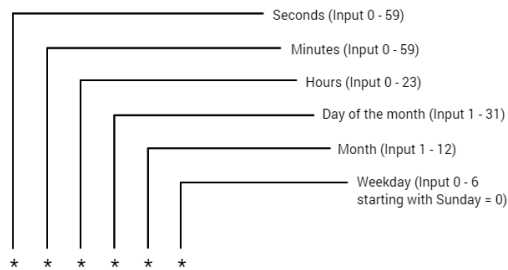 Seconds (Input 0 - 59)
Minutes (Input 0 - 59)
Hours (Input 0 - 23)
Day of the month (Input 1 - 31)
Month (Input 1 - 12)
Weekday (Input 0 - 6
starting with Sunday = 0)
* * * * * *